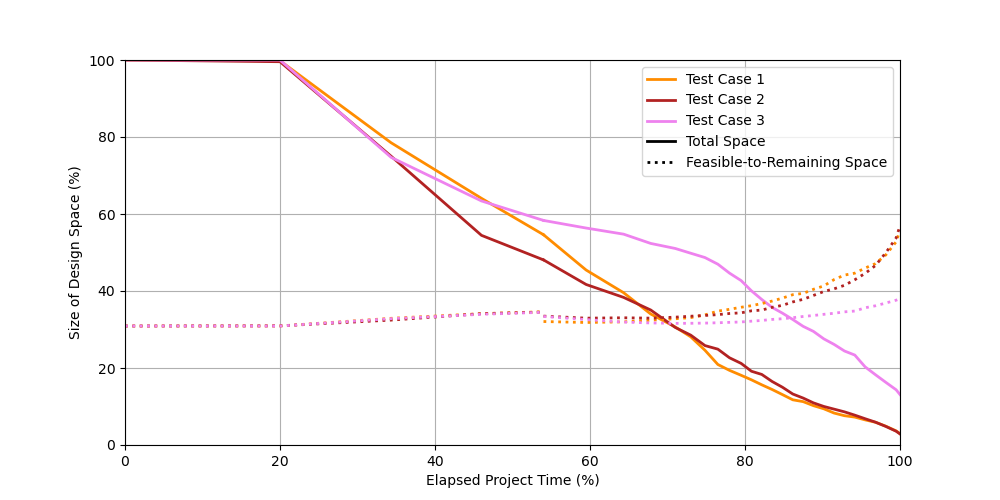 100
80
60
40
20
0
Size of Design Space (%)
Test Case 1
Test Case 2
Test Case 3
Total Space
Feasible-to-Remaining Space
0
20
40
60
80
100
Elapsed Project Time (%)